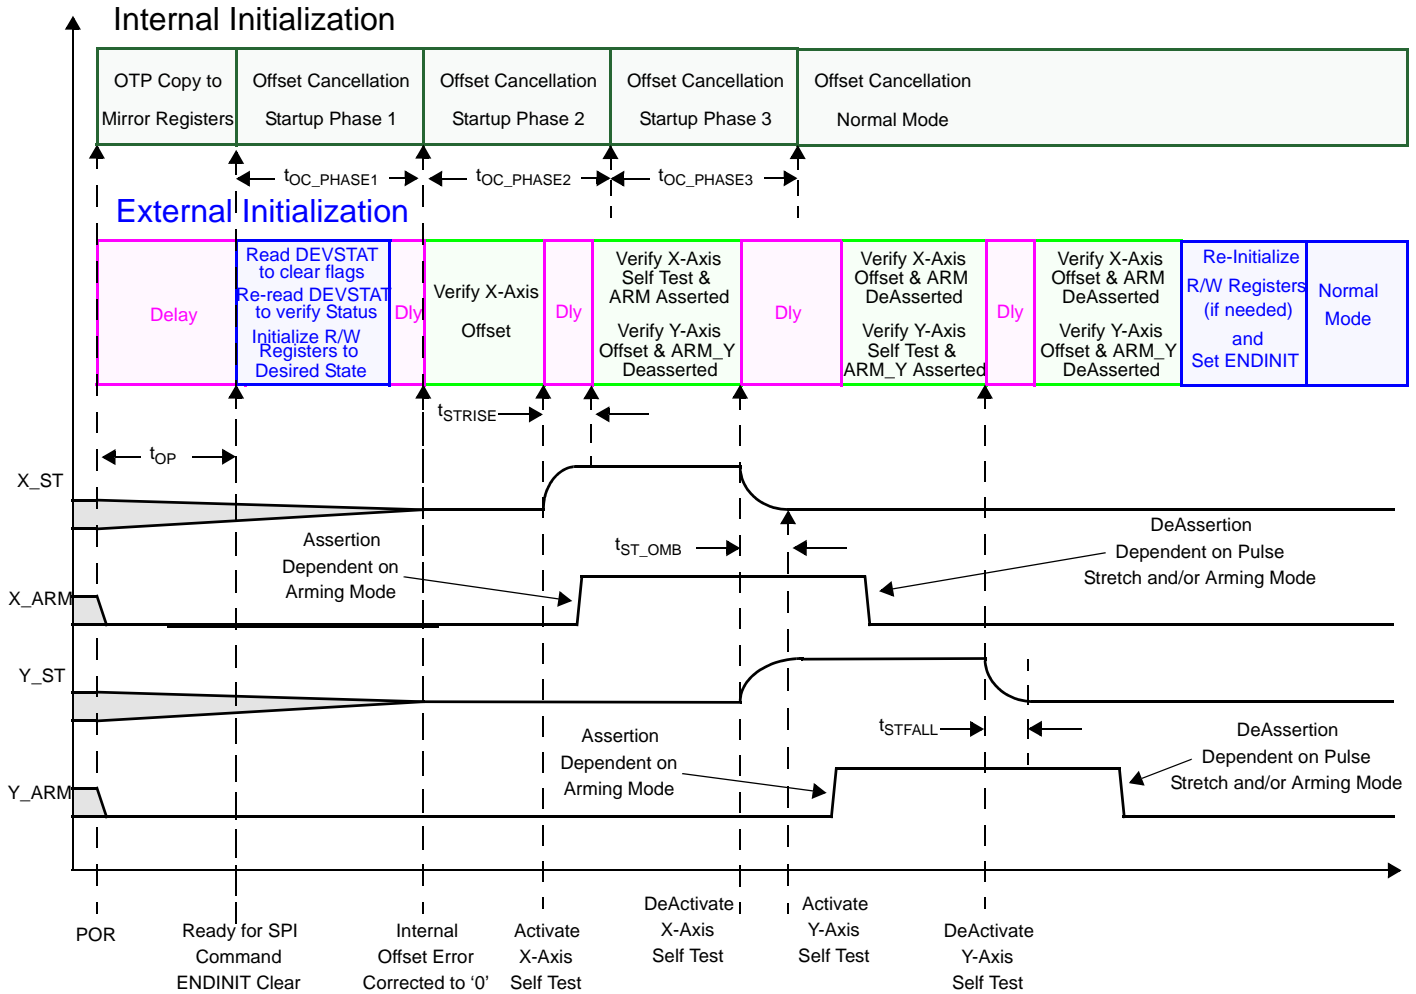 Internal Initialization
OTP Copy to
Mirror Registers
Offset Cancellation
Startup Phase 1
Offset Cancellation
Startup Phase 2
Offset Cancellation
Startup Phase 3
Offset Cancellation
Normal Mode
tOC_PHASE1
tOC_PHASE2
tOC_PHASE3
External Initialization
Delay
Read DEVSTAT
to clear flags
Re-read DEVSTAT
to verify Status
Initialize R/W
Registers to
Desired State
Dly
Verify X-Axis
Offset
Dly
Verify X-Axis
Self Test &
ARM Asserted
Verify Y-Axis
Offset & ARM_Y
Deasserted
Dly
Verify X-Axis
Offset & ARM
DeAsserted
Verify Y-Axis
Self Test &
ARM_Y Asserted
Dly
Verify X-Axis
Offset & ARM
DeAsserted
Verify Y-Axis
Offset & ARM_Y
DeAsserted
Re-Initialize
R/W Registers
(if needed)
and
Set ENDINIT
Normal
Mode
tSTRISE
tOP
X_ST
Assertion
Dependent on
Arming Mode
tST_OMB
DeAssertion
Dependent on Pulse
Stretch and/or Arming Mode
X_ARM
Y_ST
tSTFALL
Assertion
Dependent on
Arming Mode
DeAssertion
Dependent on Pulse
Stretch and/or Arming Mode
Y_ARM
POR
Ready for SPI
Command
ENDINIT Clear
Internal
Offset Error
Corrected to ‘0’
Activate
X-Axis
Self Test
DeActivate
X-Axis
Self Test
Activate
Y-Axis
Self Test
DeActivate
Y-Axis
Self Test